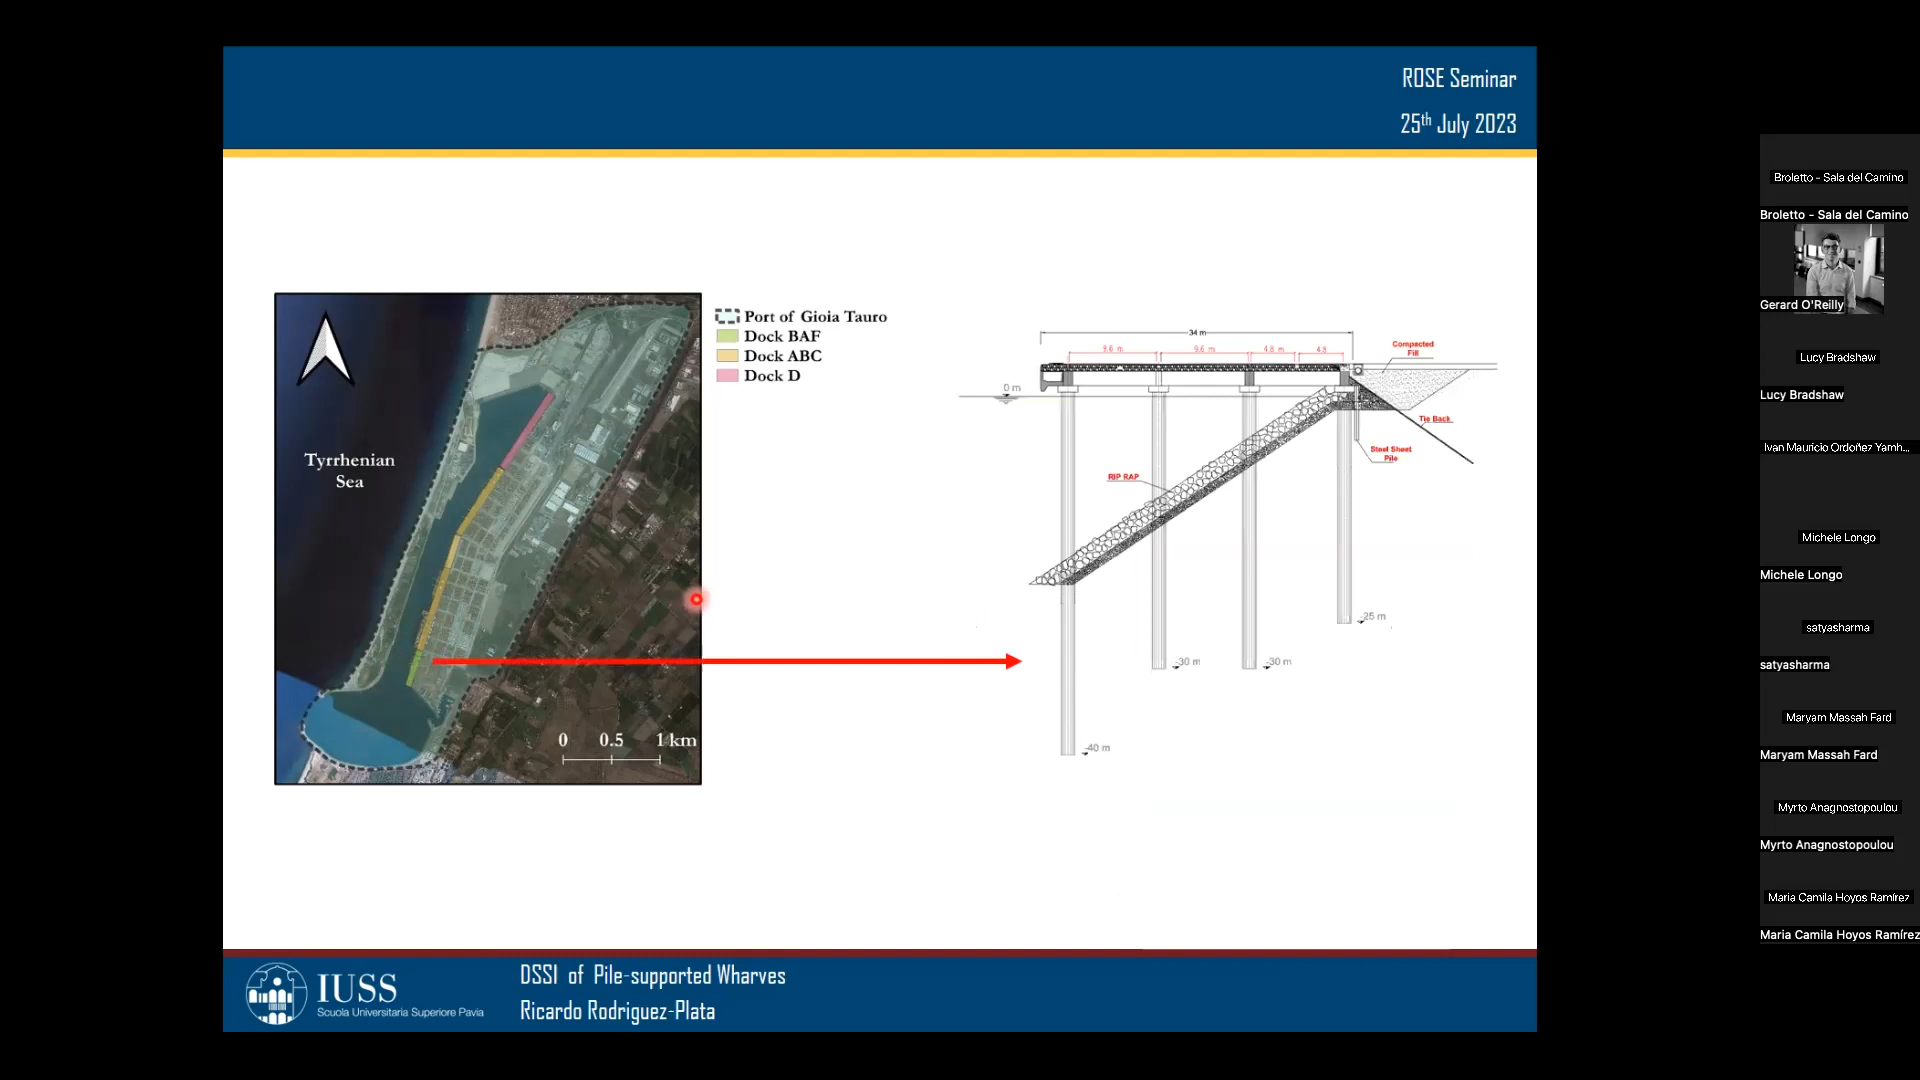 ROSE Seminar
25th July 2023
Port of Gioia Tauro
Dock BAF
Dock ABC
Dock D
Tyrrhenian
Sea
0 0.5 1 km
34 m
9.6 m 9.6 m 4.8 m 4.8
Compacted
Fill
0 m
Tie Back
Steel Sheet
Pile
RIP RAP
-25 m
-30 m -30 m
-40 m
IUSS
Scuola Universitaria Superiore Pavia
DSSI of Pile-supported Wharves
Ricardo Rodriguez-Plata
Broletto - Sala del Camino
Broletto - Sala del Camino
Gerard O'Reilly
Lucy Bradshaw
Lucy Bradshaw
Ivan Mauricio Ordoñez Yamh...
Michele Longo
Michele Longo
satyasharma
satyasharma
Maryam Massah Fard
Maryam Massah Fard
Myrto Anagnostopoulou
Myrto Anagnostopoulou
Maria Camila Hoyos Ramírez
Maria Camila Hoyos Ramírez